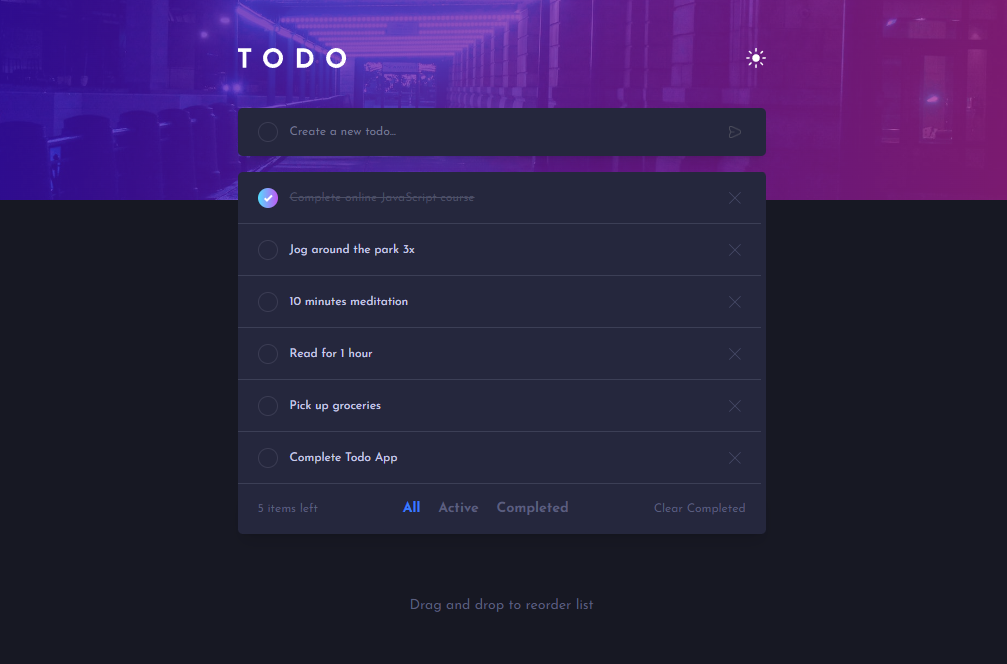 TODO
Create a new todo...
Complete online JavaScript course
Jog around the park 3x
10 minutes meditation
Read for 1 hour
Pick up groceries
Complete Todo App
5 items left All Active Completed Clear Completed
Drag and drop to reorder list